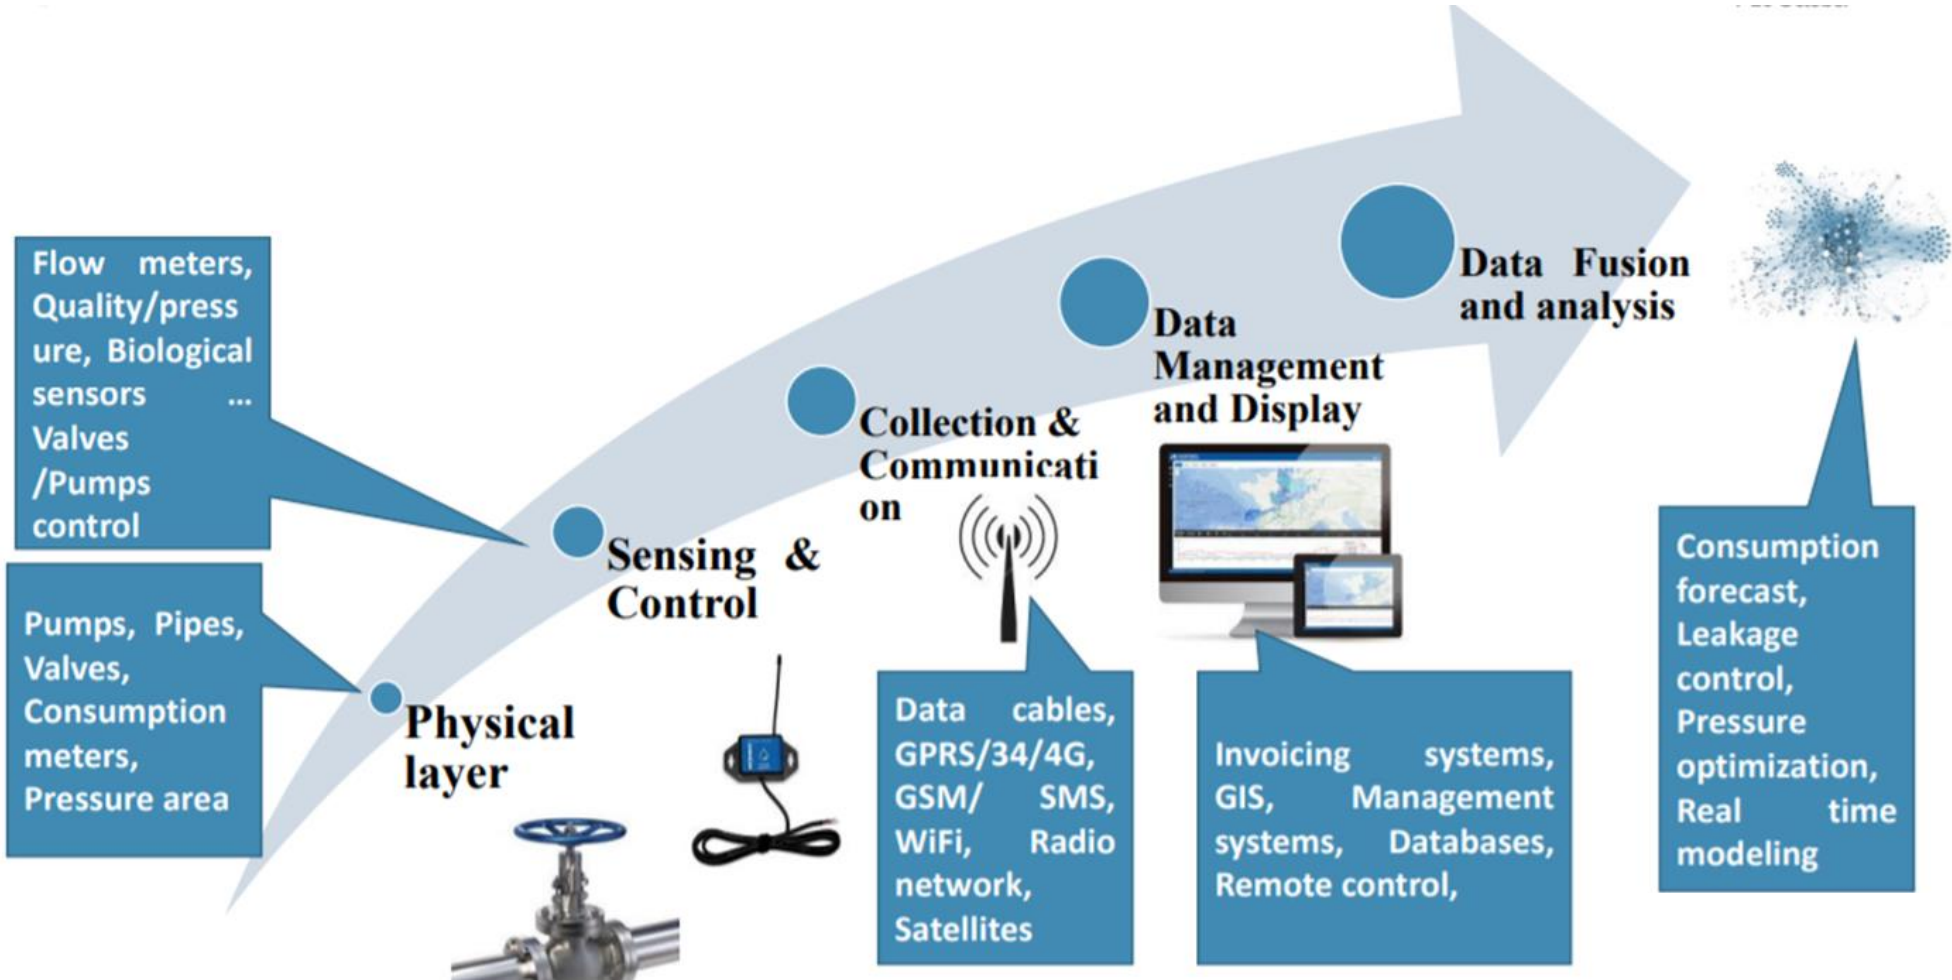 Flow meters,
Quality/press
ure, Biological
sensors ...
Valves
/Pumps
control
Pumps, Pipes,
Valves,
Consumption
meters,
Pressure area
Physical
layer
Sensing &
Control
Collection &
Communicati
on
Data
Management
and Display
Data Fusion
and analysis
Data cables,
GPRS/34/4G,
GSM/ SMS,
WiFi, Radio
network,
Satellites
Invoicing systems,
GIS, Management
systems, Databases,
Remote control,
Consumption
forecast,
Leakage
control,
Pressure
optimization,
Real time
modeling